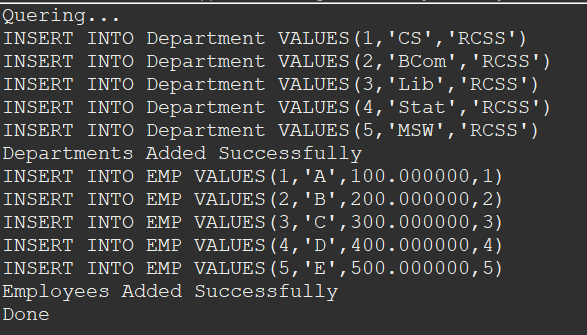 Quering...
INSERT INTO Department VALUES(1,'CS','RCSS')
INSERT INTO Department VALUES(2,'BCom','RCSS')
INSERT INTO Department VALUES(3,'Lib','RCSS')
INSERT INTO Department VALUES(4,'Stat','RCSS')
INSERT INTO Department VALUES(5,'MSW','RCSS')
Departments Added Successfully
INSERT INTO EMP VALUES(1,'A',100.000000,1)
INSERT INTO EMP VALUES(2,'B',200.000000,2)
INSERT INTO EMP VALUES(3,'C',300.000000,3)
INSERT INTO EMP VALUES(4,'D',400.000000,4)
INSERT INTO EMP VALUES(5,'E',500.000000,5)
Employees Added Successfully
Done